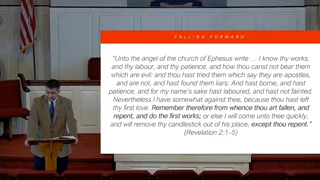 FALLING FORWARD
"Unto the angel of the church of Ephesus write … I know thy works,
and thy labour, and thy patience, and how thou canst not bear them
which are evil: and thou hast tried them which say they are apostles,
and are not, and hast found them liars: And hast borne, and hast
patience, and for my name's sake hast laboured, and hast not fainted.
Nevertheless I have somewhat against thee, because thou hast left
thy first love. Remember therefore from whence thou art fallen, and
repent, and do the first works; or else I will come unto thee quickly,
and will remove thy candlestick out of his place, except thou repent."
(Revelation 2:1–5)